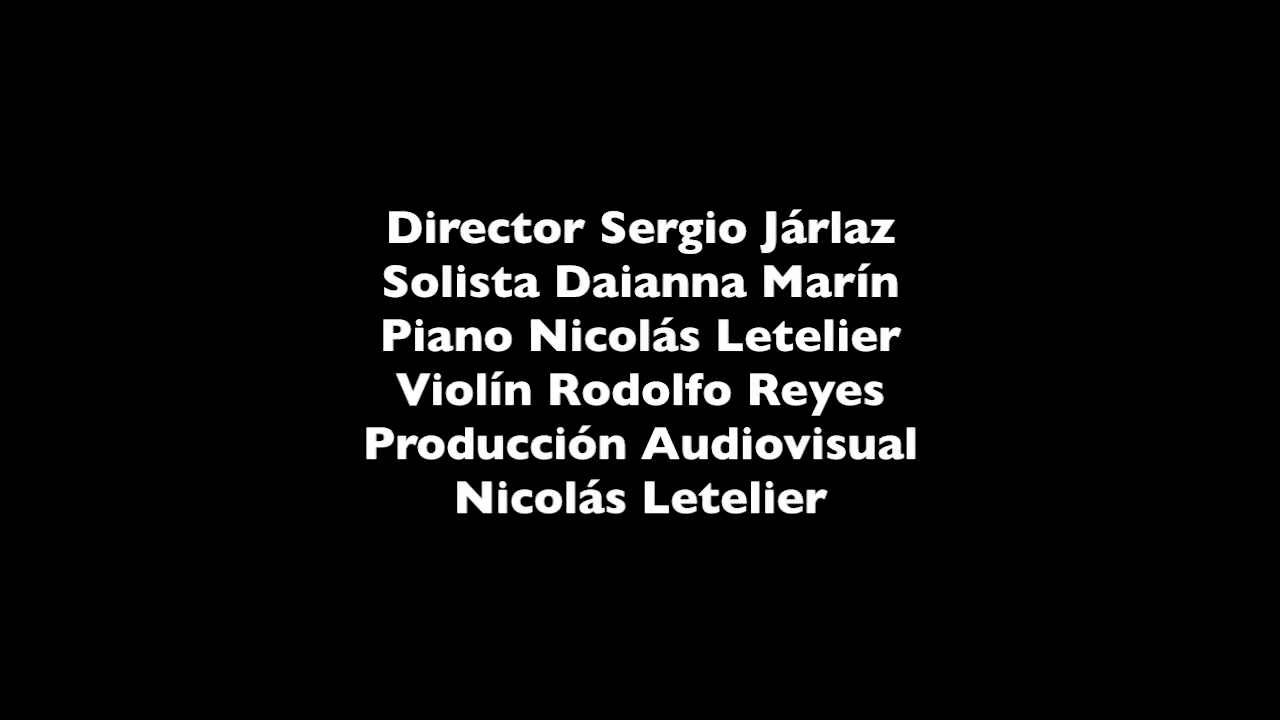 Director Sergio Járlaz
Solista Daianna Marín
Piano Nicolás Letelier
Violín Rodolfo Reyes
Producción Audiovisual
Nicolás Letelier